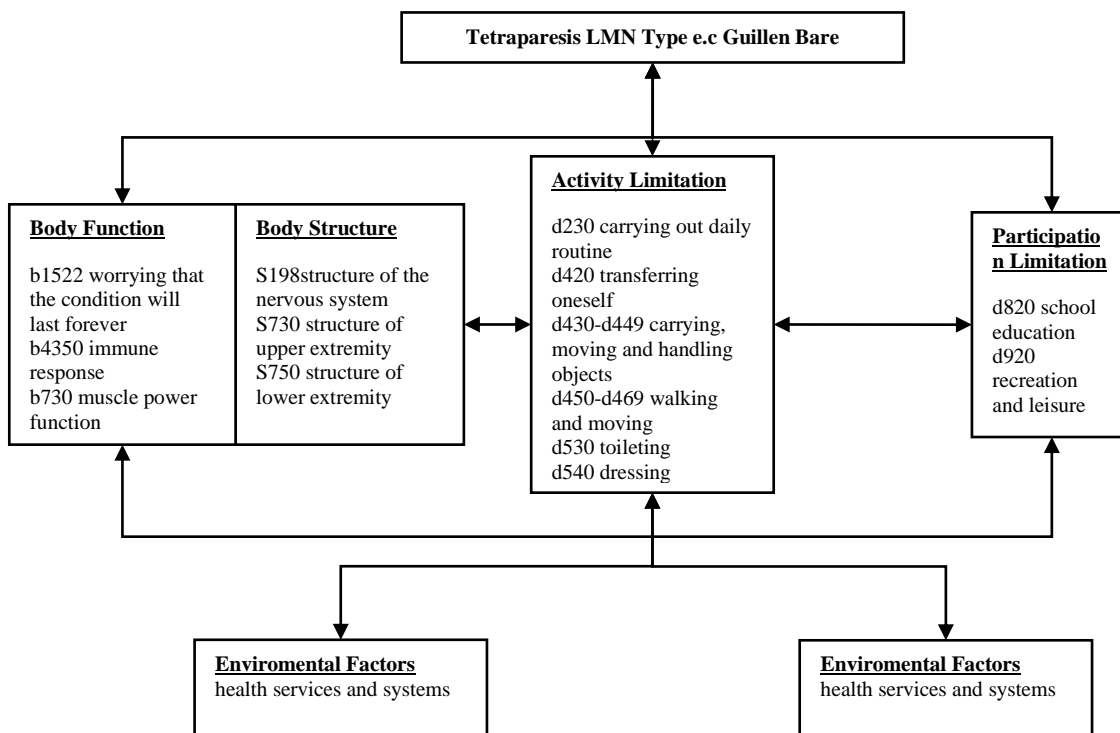 Tetraparesis LMN Type e.c Guillen Bare
Body Function
b1522 worrying that
the condition will
last forever
b4350 immune
response
b730 muscle power
function
Body Structure
S198structure of the
nervous system
S730 structure of
upper extremity
S750 structure of
lower extremity
Activity Limitation
d230 carrying out daily
routine
d420 transferring
oneself
d430-d449 carrying,
moving and handling
objects
d450-d469 walking
and moving
d530 toileting
d540 dressing
Participatio
n Limitation
d820 school
education
d920
recreation
and leisure
Enviromental Factors
health services and systems
Enviromental Factors
health services and systems